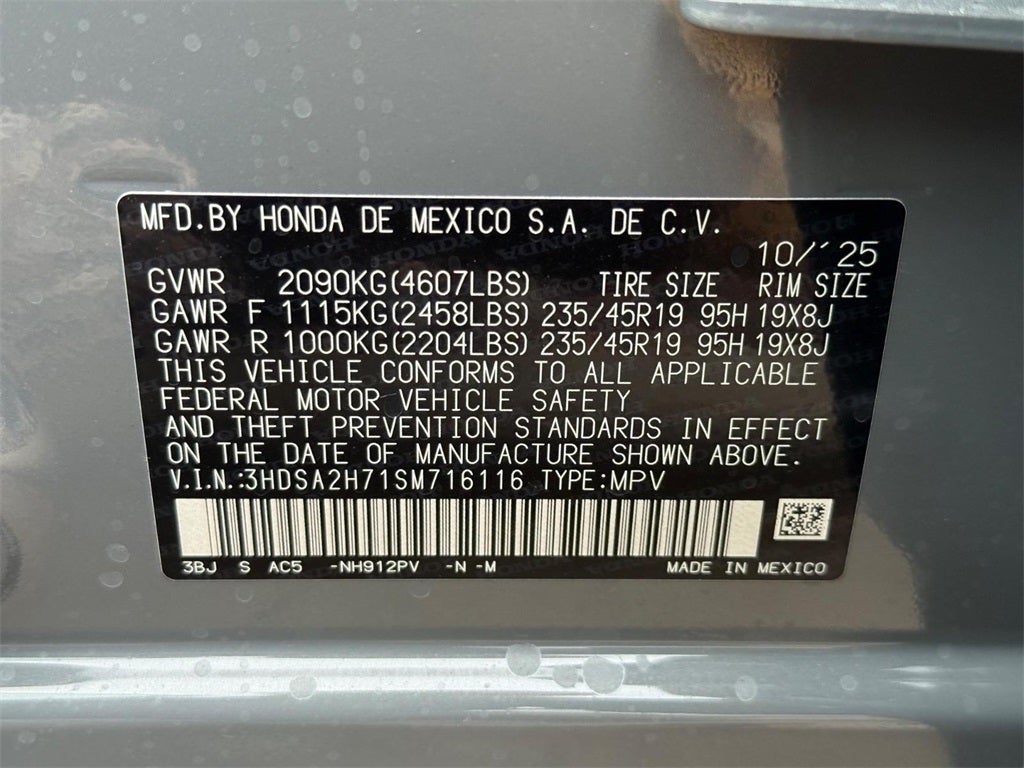 MFD.BY HONDA DE MEXICO S.A. DE C.V.
10/'25
GVWR 2090KG(4607LBS) TIRE SIZE RIM SIZE
GAWR F 1115KG(2458LBS) 235/45R19 95H 19X8J
GAWR R 1000KG(2204LBS) 235/45R19 95H 19X8J
THIS VEHICLE CONFORMS TO ALL APPLICABLE
FEDERAL MOTOR VEHICLE SAFETY
AND THEFT PREVENTION STANDARDS IN EFFECT
ON THE DATE OF MANUFACTURE SHOWN ABOVE.
V.I.N.:3HDSA2H71SM716116 TYPE:MPV
3BJ S AC5 -NH912PV -N -M MADE IN MEXICO